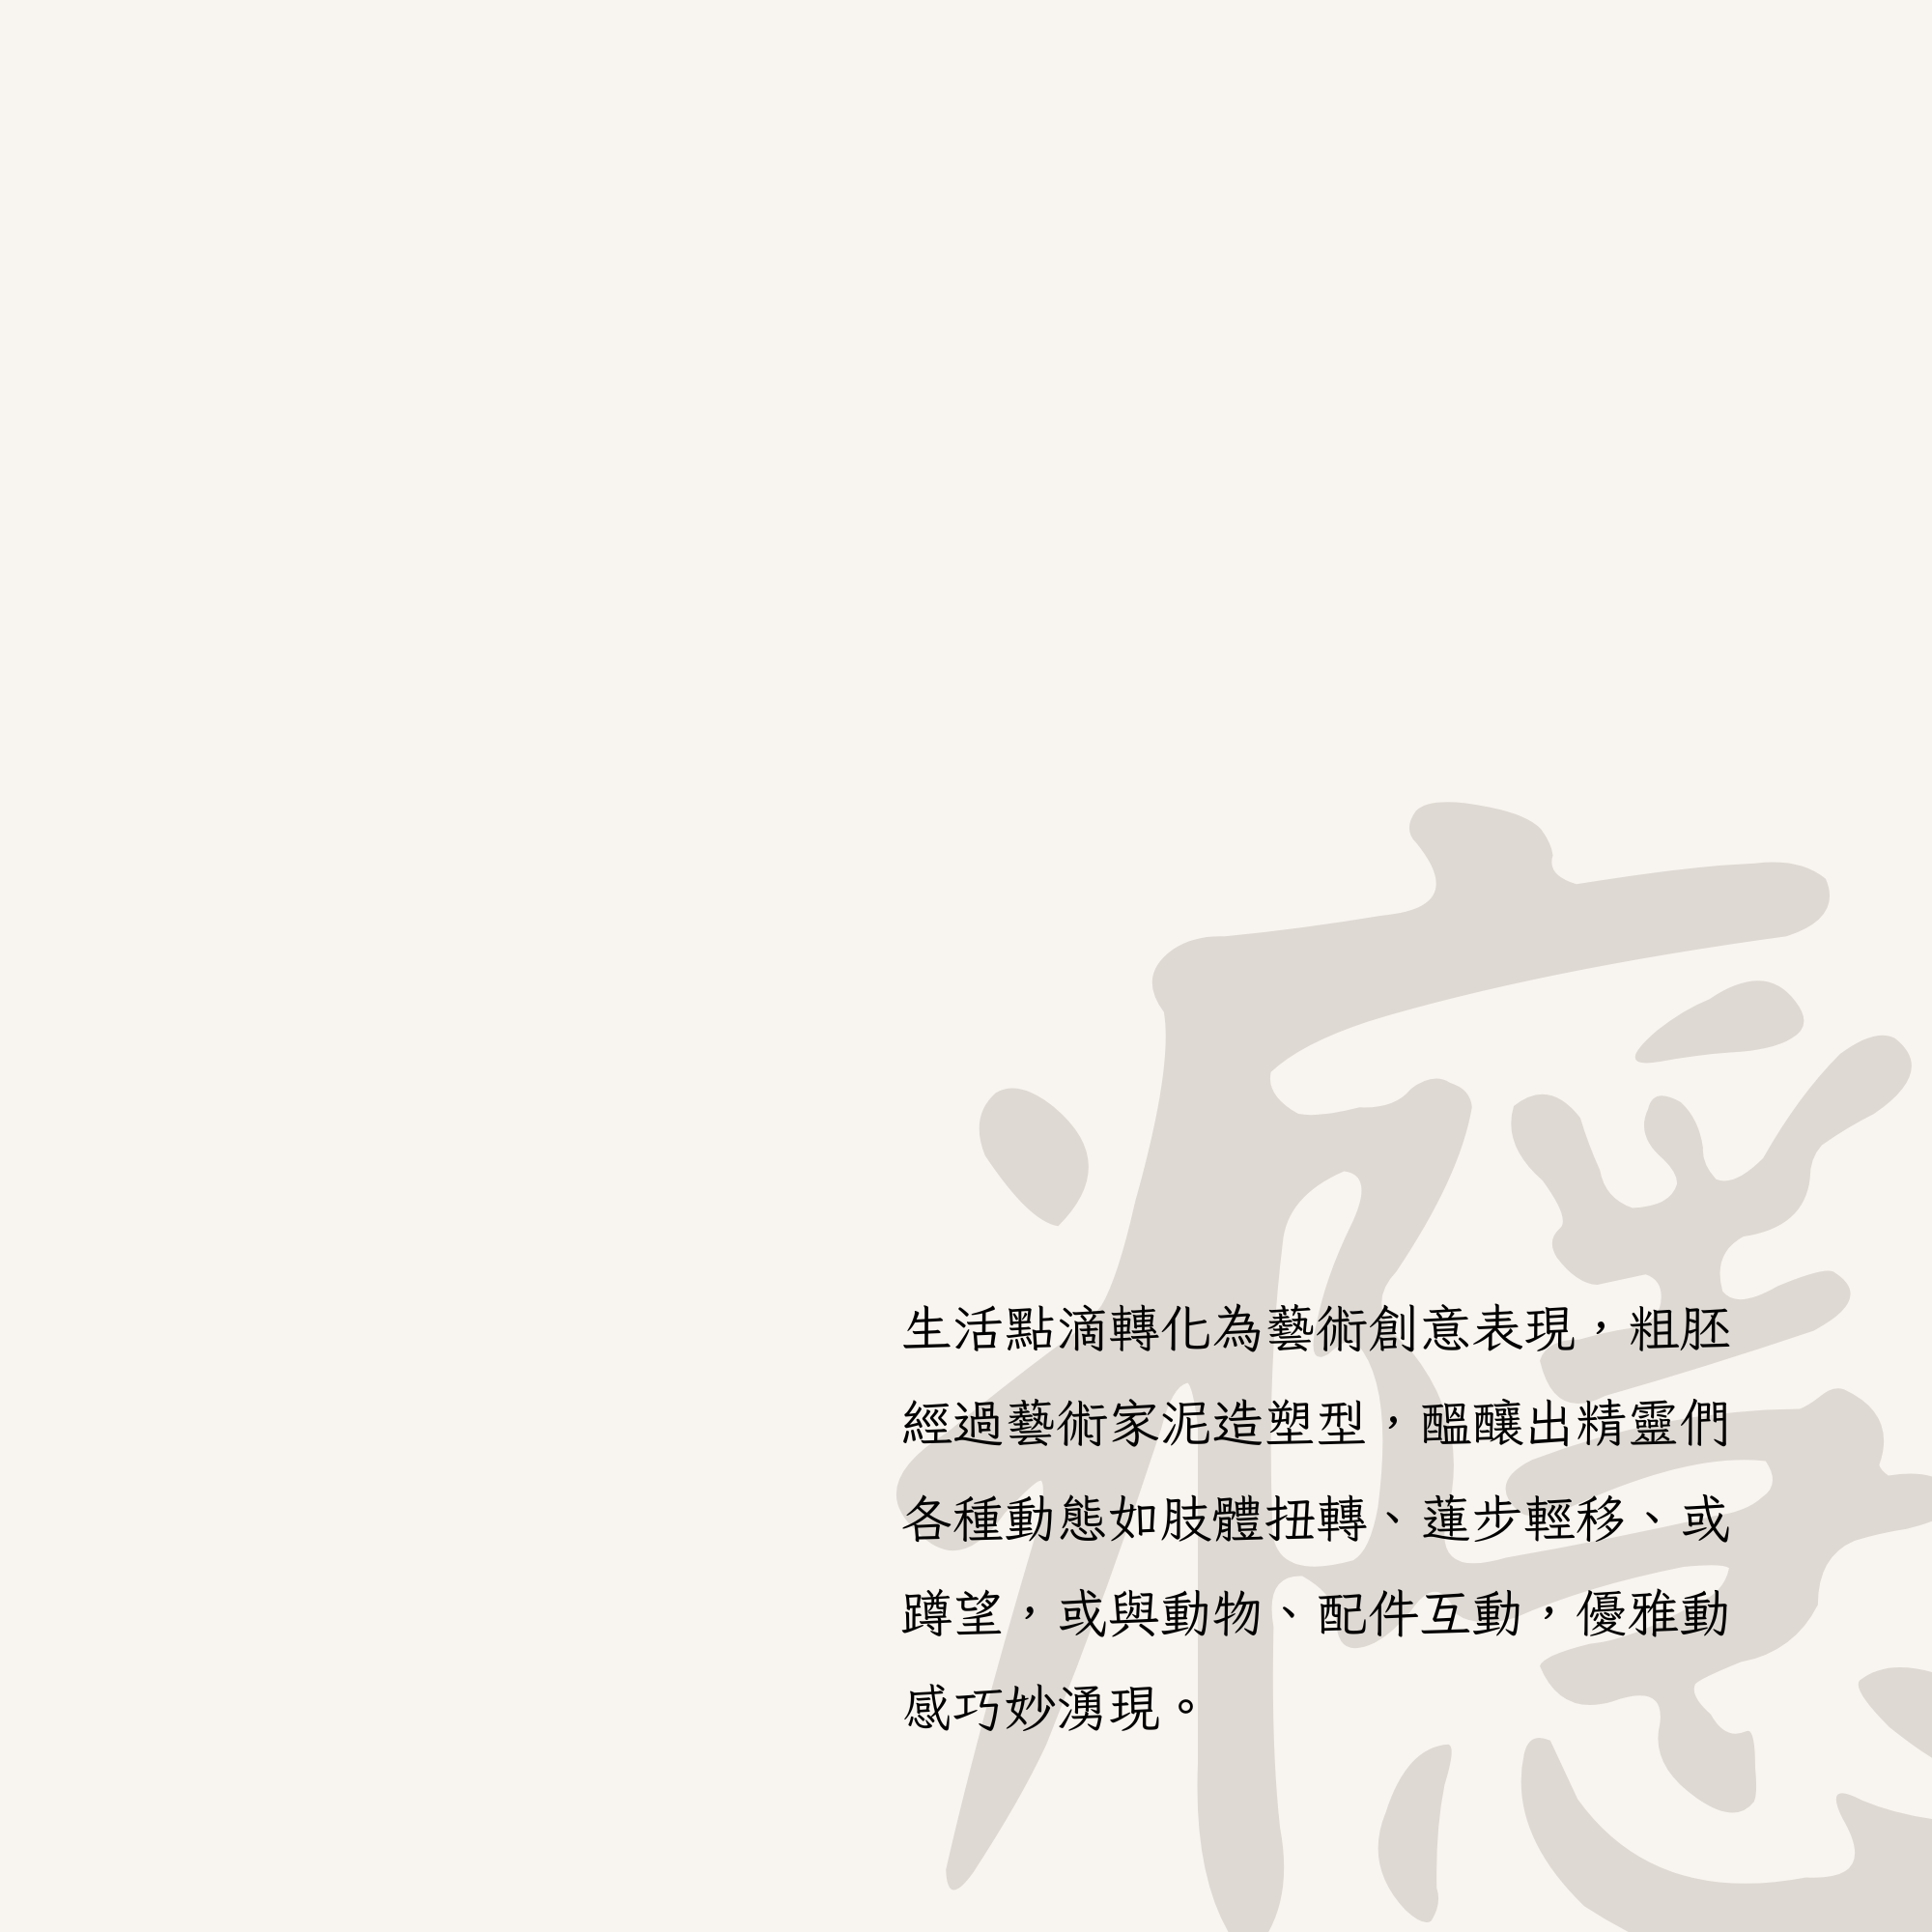 生活點滴轉化為藝術創意表現，粗胚
經過藝術家泥造塑型，醞釀出精靈們
各種動態如肢體扭轉、蓮步輕移、或
蹲望，或與動物、配件互動，優雅動
感巧妙湧現。